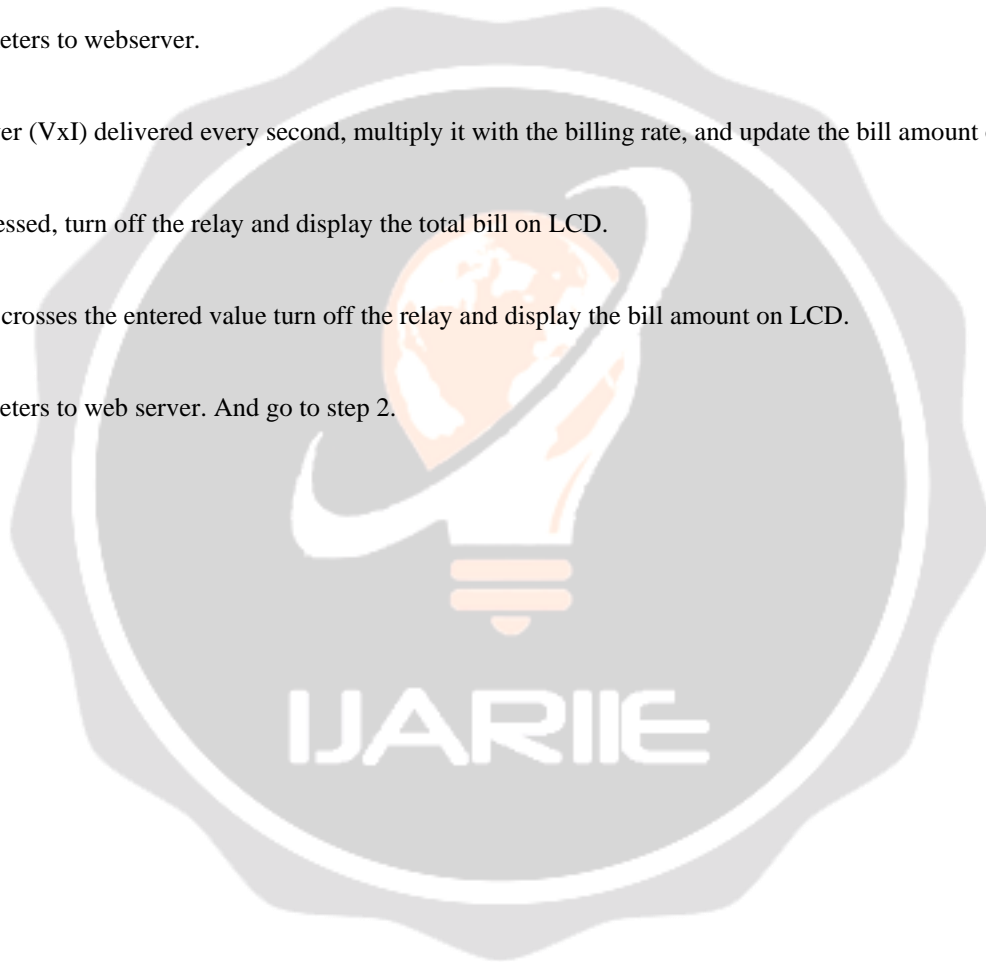 eters to webserver.
er (VxI) delivered every second, multiply it with the billing rate, and update the bill amount
essed, turn off the relay and display the total bill on LCD.
crosses the entered value turn off the relay and display the bill amount on LCD.
eters to web server. And go to step 2.
IJARIIE